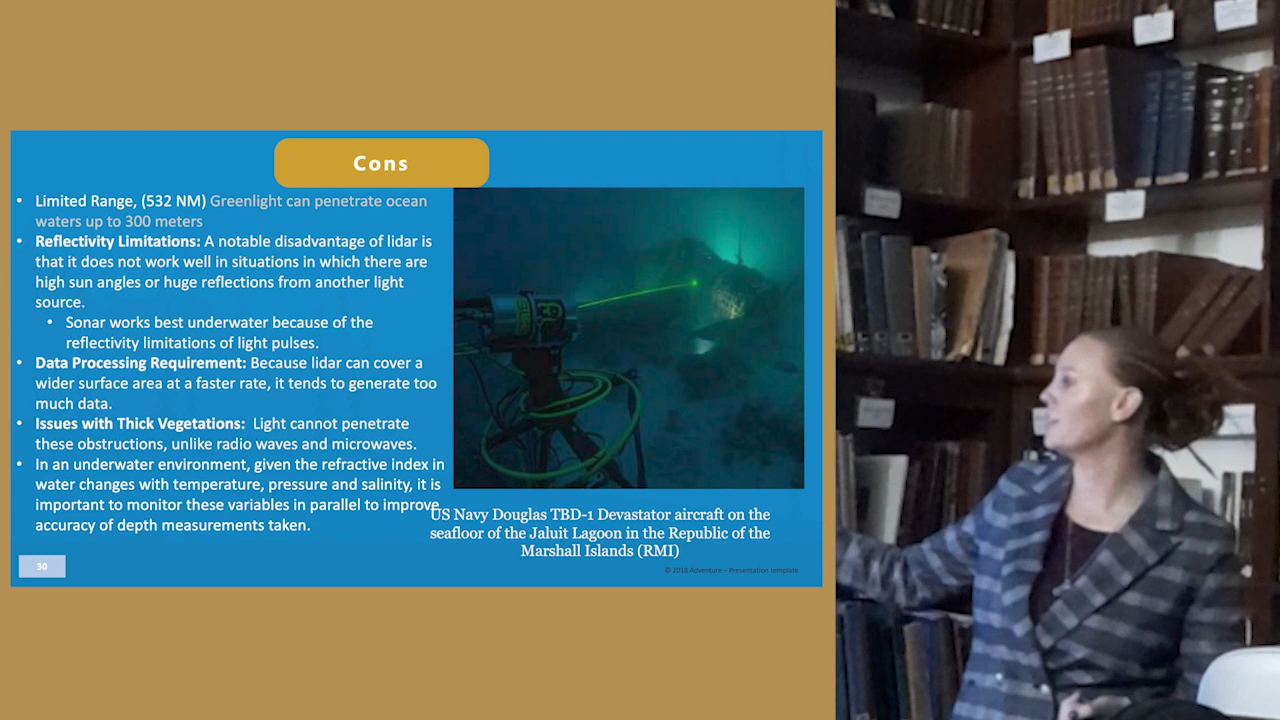 Cons
• Limited Range, (532 NM) Greenlight can penetrate ocean
waters up to 300 meters
• Reflectivity Limitations: A notable disadvantage of lidar is
that it does not work well in situations in which there are
high sun angles or huge reflections from another light
source.
• Sonar works best underwater because of the
reflectivity limitations of light pulses.
• Data Processing Requirement: Because lidar can cover a
wider surface area at a faster rate, it tends to generate too
much data.
• Issues with Thick Vegetations: Light cannot penetrate
these obstructions, unlike radio waves and microwaves.
• In an underwater environment, given the refractive index in
water changes with temperature, pressure and salinity, it is
important to monitor these variables in parallel to improve
accuracy of depth measurements taken.
US Navy Douglas TBD-1 Devastator aircraft on the
seafloor of the Jaluit Lagoon in the Republic of the
Marshall Islands (RMI)
30
© 2018 Adventure – Presentation template